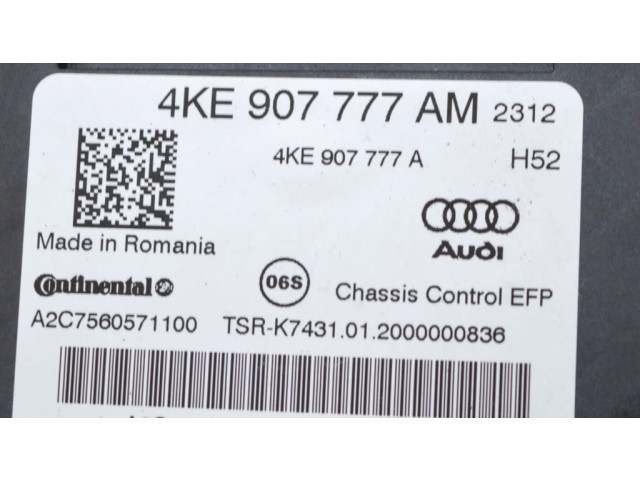 4KE 907 777 AM 2312
4KE 907 777 A H52
Audi
Made in Romania
Continental
06S
Chassis Control EFP
A2C7560571100 TSR-K7431.01.2000000836